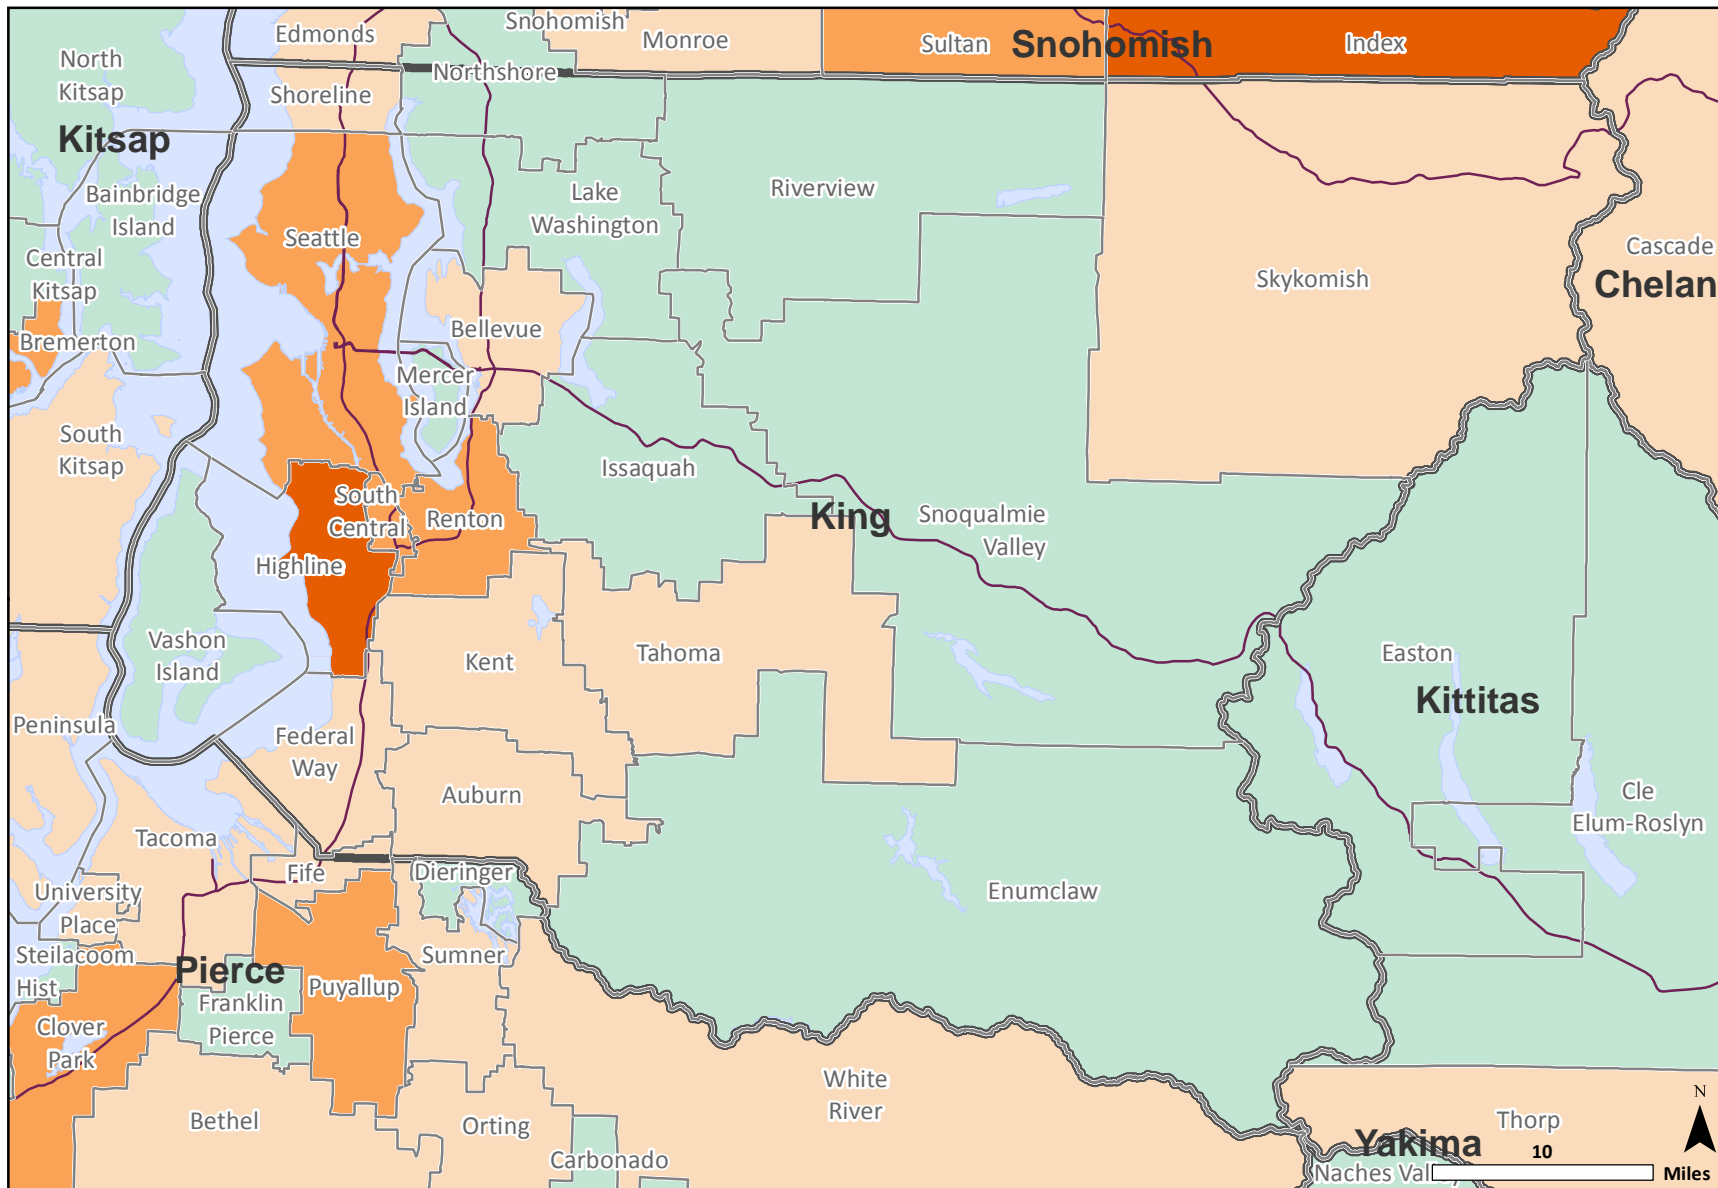 Snohomish
Edmonds
Monroe
Sultan
Snohomish
Index
North
Kitsap
Northshore
Shoreline
Kitsap
Bainbridge
Island
Lake
Washington
Riverview
Seattle
Central
Kitsap
Cascade
Chelan
Skykomish
Bremerton
Bellevue
Mercer
Island
South
Kitsap
Issaquah
South
Central
Renton
King
Snoqualmie
Valley
Highline
Vashon
Island
Kent
Tahoma
Easton
Kittitas
Peninsula
Federal
Way
Auburn
Cle
Elum-Roslyn
Tacoma
Fife
Dieringer
University
Place
Enumclaw
Steilacoom
Hist
Sumner
Pierce
Puyallup
Franklin
Pierce
Clover
Park
White
River
Bethel
Orting
Carbonado
Thorp
N
Yakima
Naches Valley
10
Miles